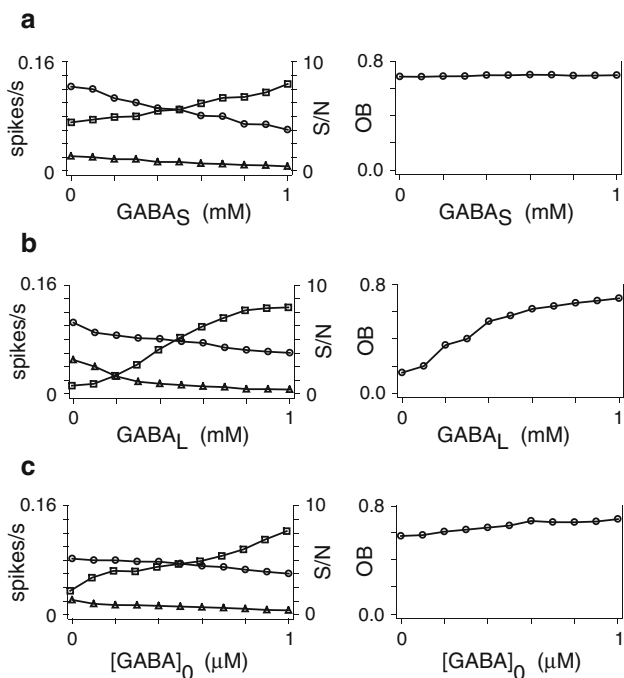 a
0.16
spikes/s
0
10
S/N
0
0 1
GABAS (mM)
0.8
OB
0.0
0 1
GABAS (mM)
b
0.16
spikes/s
0
10
S/N
0
0 1
GABAL (mM)
0.8
OB
0.0
0 1
GABAL (mM)
c
0.16
spikes/s
0
10
S/N
0
0 1
[GABA]0 (μM)
0.8
OB
0.0
0 1
[GABA]0 (μM)